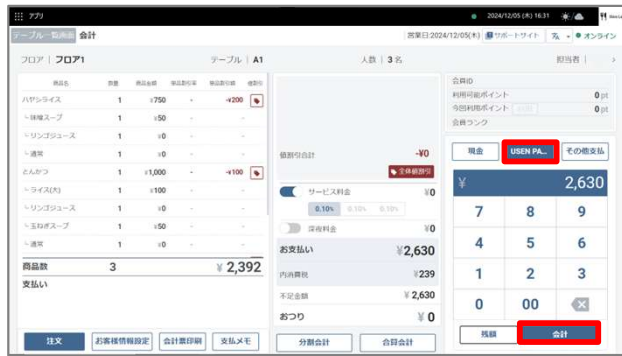 アプリ
2024/12/05 (木) 16:31
テーブル一覧画面 会計
営業日:2024/12/05(木) サポートサイト オンライン
フロア | フロア1 テーブル | A1 人数 | 3 名 担当者 |
商品名 数量 商品金額 単品割引率 単品割引額 値割引
ハヤシライス 1 ¥750 - -¥200
味噌スープ 1 ¥50 -
リンゴジュース 1 ¥0 -
通常 1 ¥0 -
とんかつ 1 ¥1,000 - -¥100
ライス(大) 1 ¥100 -
リンゴジュース 1 ¥0 -
玉ねぎスープ 1 ¥50 -
通常 1 ¥0 -
商品数 3 ¥ 2,392
支払い
注文 お客様情報設定 会計票印刷 支払メモ
値割引合計 -¥0
全体値割引
サービス料金 ¥0
0.10% 0.10% 0.10%
深夜料金 ¥0
お支払い ¥2,630
内消費税 ¥239
不足金額 ¥ 2,630
おつり ¥ 0
分割会計 合目会計
会員ID
利用可能ポイント 0 pt
今回利用ポイント 0 pt
会員ランク
現金 USEN PA... その他支払
¥ 2,630
7 8 9
4 5 6
1 2 3
0 00
残額 会計